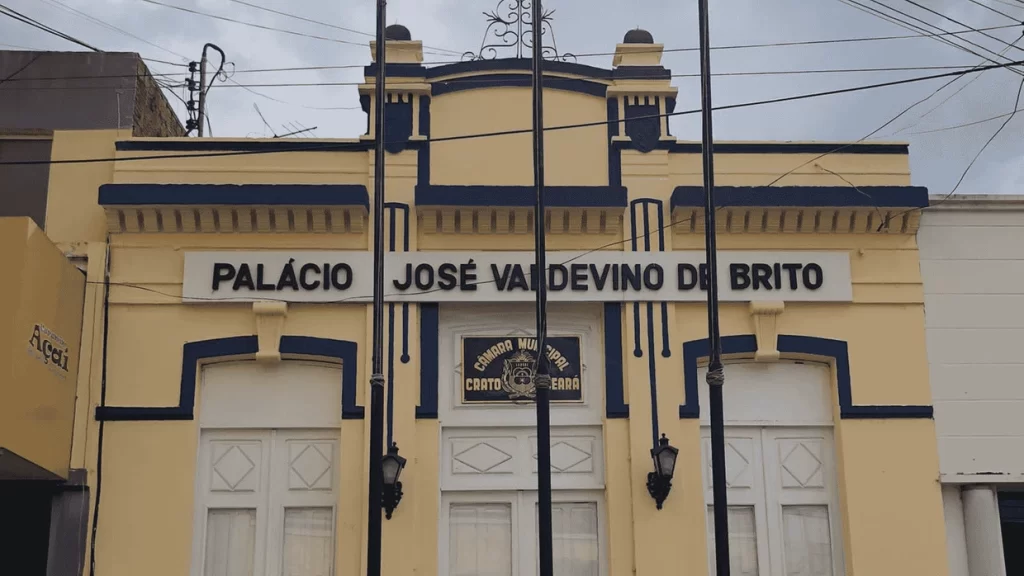 PALÁCIO JOSÉ VALDEVINO DE BRITO
CÂMARA MUNICIPAL
CRATO CEARÁ
Açaí